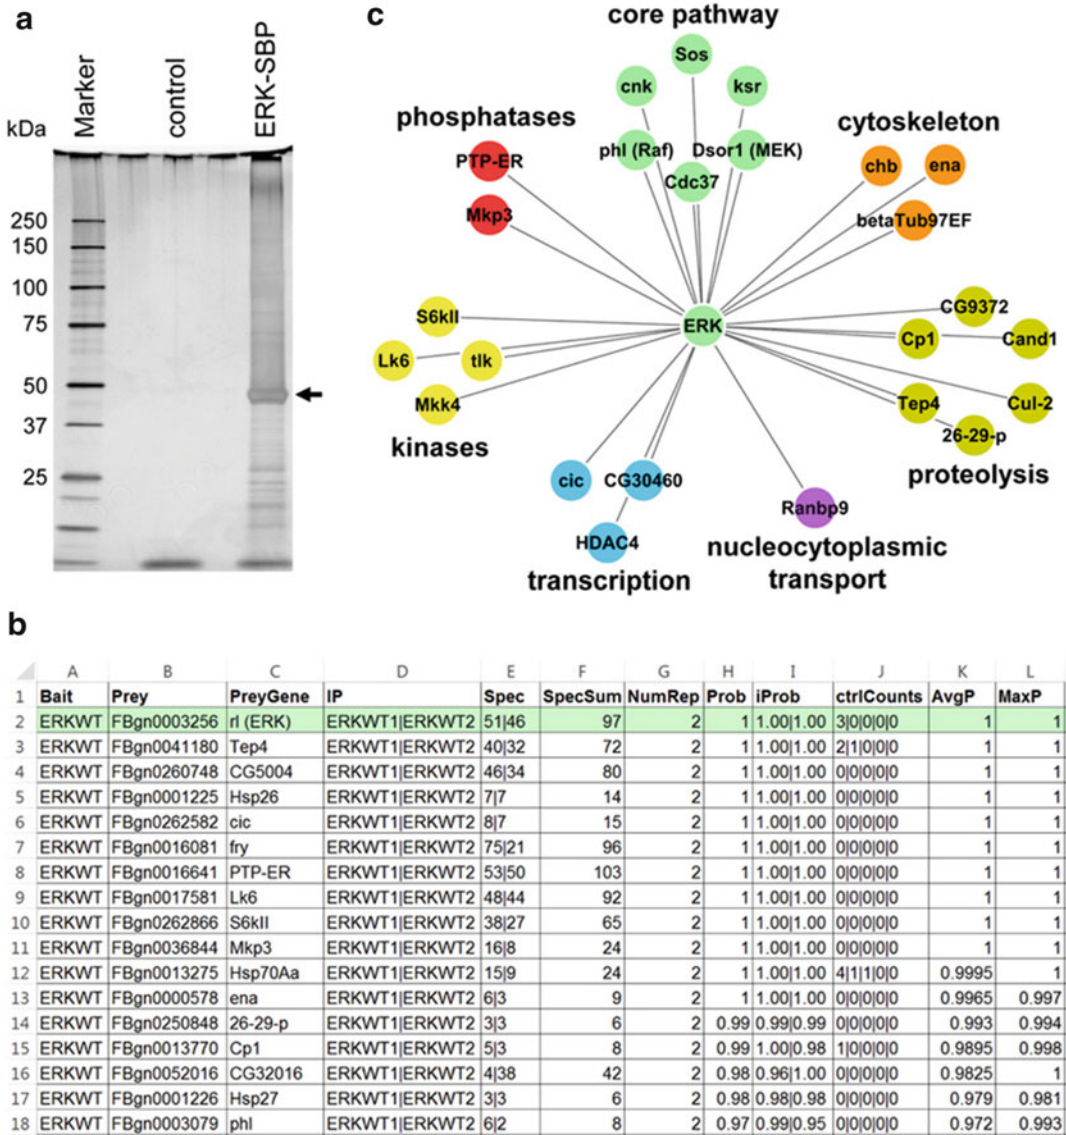 a
Marker
control
ERK-SBP
kDa
250
150
100
75
50
37
25
c
core pathway
Sos
cnk
ksr
phl (Raf)
Dsor1 (MEK)
Cdc37
phosphatases
PTP-ER
Mkp3
cytoskeleton
chb
ena
betaTub97EF
ERK
S6kII
Lk6
tlk
Mkk4
kinases
CG9372
Cp1
Cand1
Tep4
Cul-2
26-29-p
proteolysis
cic
CG30460
HDAC4
transcription
Ranbp9
nucleocytoplasmic
transport
b
A B C D E F G H I J K L
1 Bait Prey PreyGene IP Spec SpecSum NumRep Prob iProb ctrlCounts AvgP MaxP
2 ERKWT FBgn0003256 rl (ERK) ERKWT1|ERKWT2 51|46 97 2 1 1.00|1.00 3|0|0|0|0 1 1
3 ERKWT FBgn0041180 Tep4 ERKWT1|ERKWT2 40|32 72 2 1 1.00|1.00 2|1|0|0|0 1 1
4 ERKWT FBgn0260748 CG5004 ERKWT1|ERKWT2 46|34 80 2 1 1.00|1.00 0|0|0|0|0 1 1
5 ERKWT FBgn0001225 Hsp26 ERKWT1|ERKWT2 7|7 14 2 1 1.00|1.00 0|0|0|0|0 1 1
6 ERKWT FBgn0262582 cic ERKWT1|ERKWT2 8|7 15 2 1 1.00|1.00 0|0|0|0|0 1 1
7 ERKWT FBgn0016081 fry ERKWT1|ERKWT2 75|21 96 2 1 1.00|1.00 0|0|0|0|0 1 1
8 ERKWT FBgn0016641 PTP-ER ERKWT1|ERKWT2 53|50 103 2 1 1.00|1.00 0|0|0|0|0 1 1
9 ERKWT FBgn0017581 Lk6 ERKWT1|ERKWT2 48|44 92 2 1 1.00|1.00 0|0|0|0|0 1 1
10 ERKWT FBgn0262866 S6kII ERKWT1|ERKWT2 38|27 65 2 1 1.00|1.00 0|0|0|0|0 1 1
11 ERKWT FBgn0036844 Mkp3 ERKWT1|ERKWT2 16|8 24 2 1 1.00|1.00 0|0|0|0|0 1 1
12 ERKWT FBgn0013275 Hsp70Aa ERKWT1|ERKWT2 15|9 24 2 1 1.00|1.00 4|1|1|0|0 0.9995 1
13 ERKWT FBgn0000578 ena ERKWT1|ERKWT2 6|3 9 2 1 1.00|1.00 0|0|0|0|0 0.9965 0.997
14 ERKWT FBgn0250848 26-29-p ERKWT1|ERKWT2 3|3 6 2 0.99 0.99|0.99 0|0|0|0|0 0.993 0.994
15 ERKWT FBgn0013770 Cp1 ERKWT1|ERKWT2 5|3 8 2 0.99 1.00|0.98 1|0|0|0|0 0.9895 0.998
16 ERKWT FBgn0052016 CG32016 ERKWT1|ERKWT2 4|38 42 2 0.98 0.96|1.00 0|0|0|0|0 0.9825 1
17 ERKWT FBgn0001226 Hsp27 ERKWT1|ERKWT2 3|3 6 2 0.98 0.98|0.98 0|0|0|0|0 0.979 0.981
18 ERKWT FBgn0003079 phl ERKWT1|ERKWT2 6|2 8 2 0.97 0.99|0.95 0|0|0|0|0 0.972 0.993